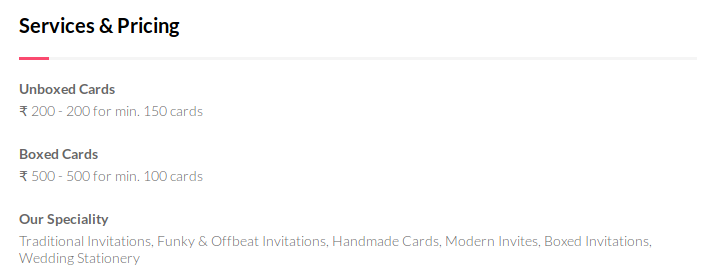 Services & Pricing
Unboxed Cards
₹ 200 - 200 for min. 150 cards
Boxed Cards
₹ 500 - 500 for min. 100 cards
Our Speciality
Traditional Invitations, Funky & Offbeat Invitations, Handmade Cards, Modern Invites, Boxed Invitations,
Wedding Stationery